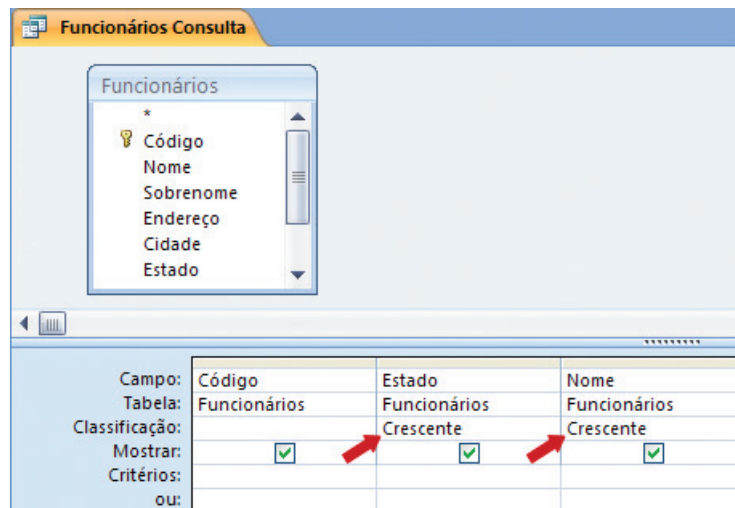 Funcionários Consulta
Funcionários
*
Código
Nome
Sobrenome
Endereço
Cidade
Estado
Campo: Código Estado Nome
Tabela: Funcionários Funcionários Funcionários
Classificação: Crescente Crescente
Mostrar:
Critérios:
ou: